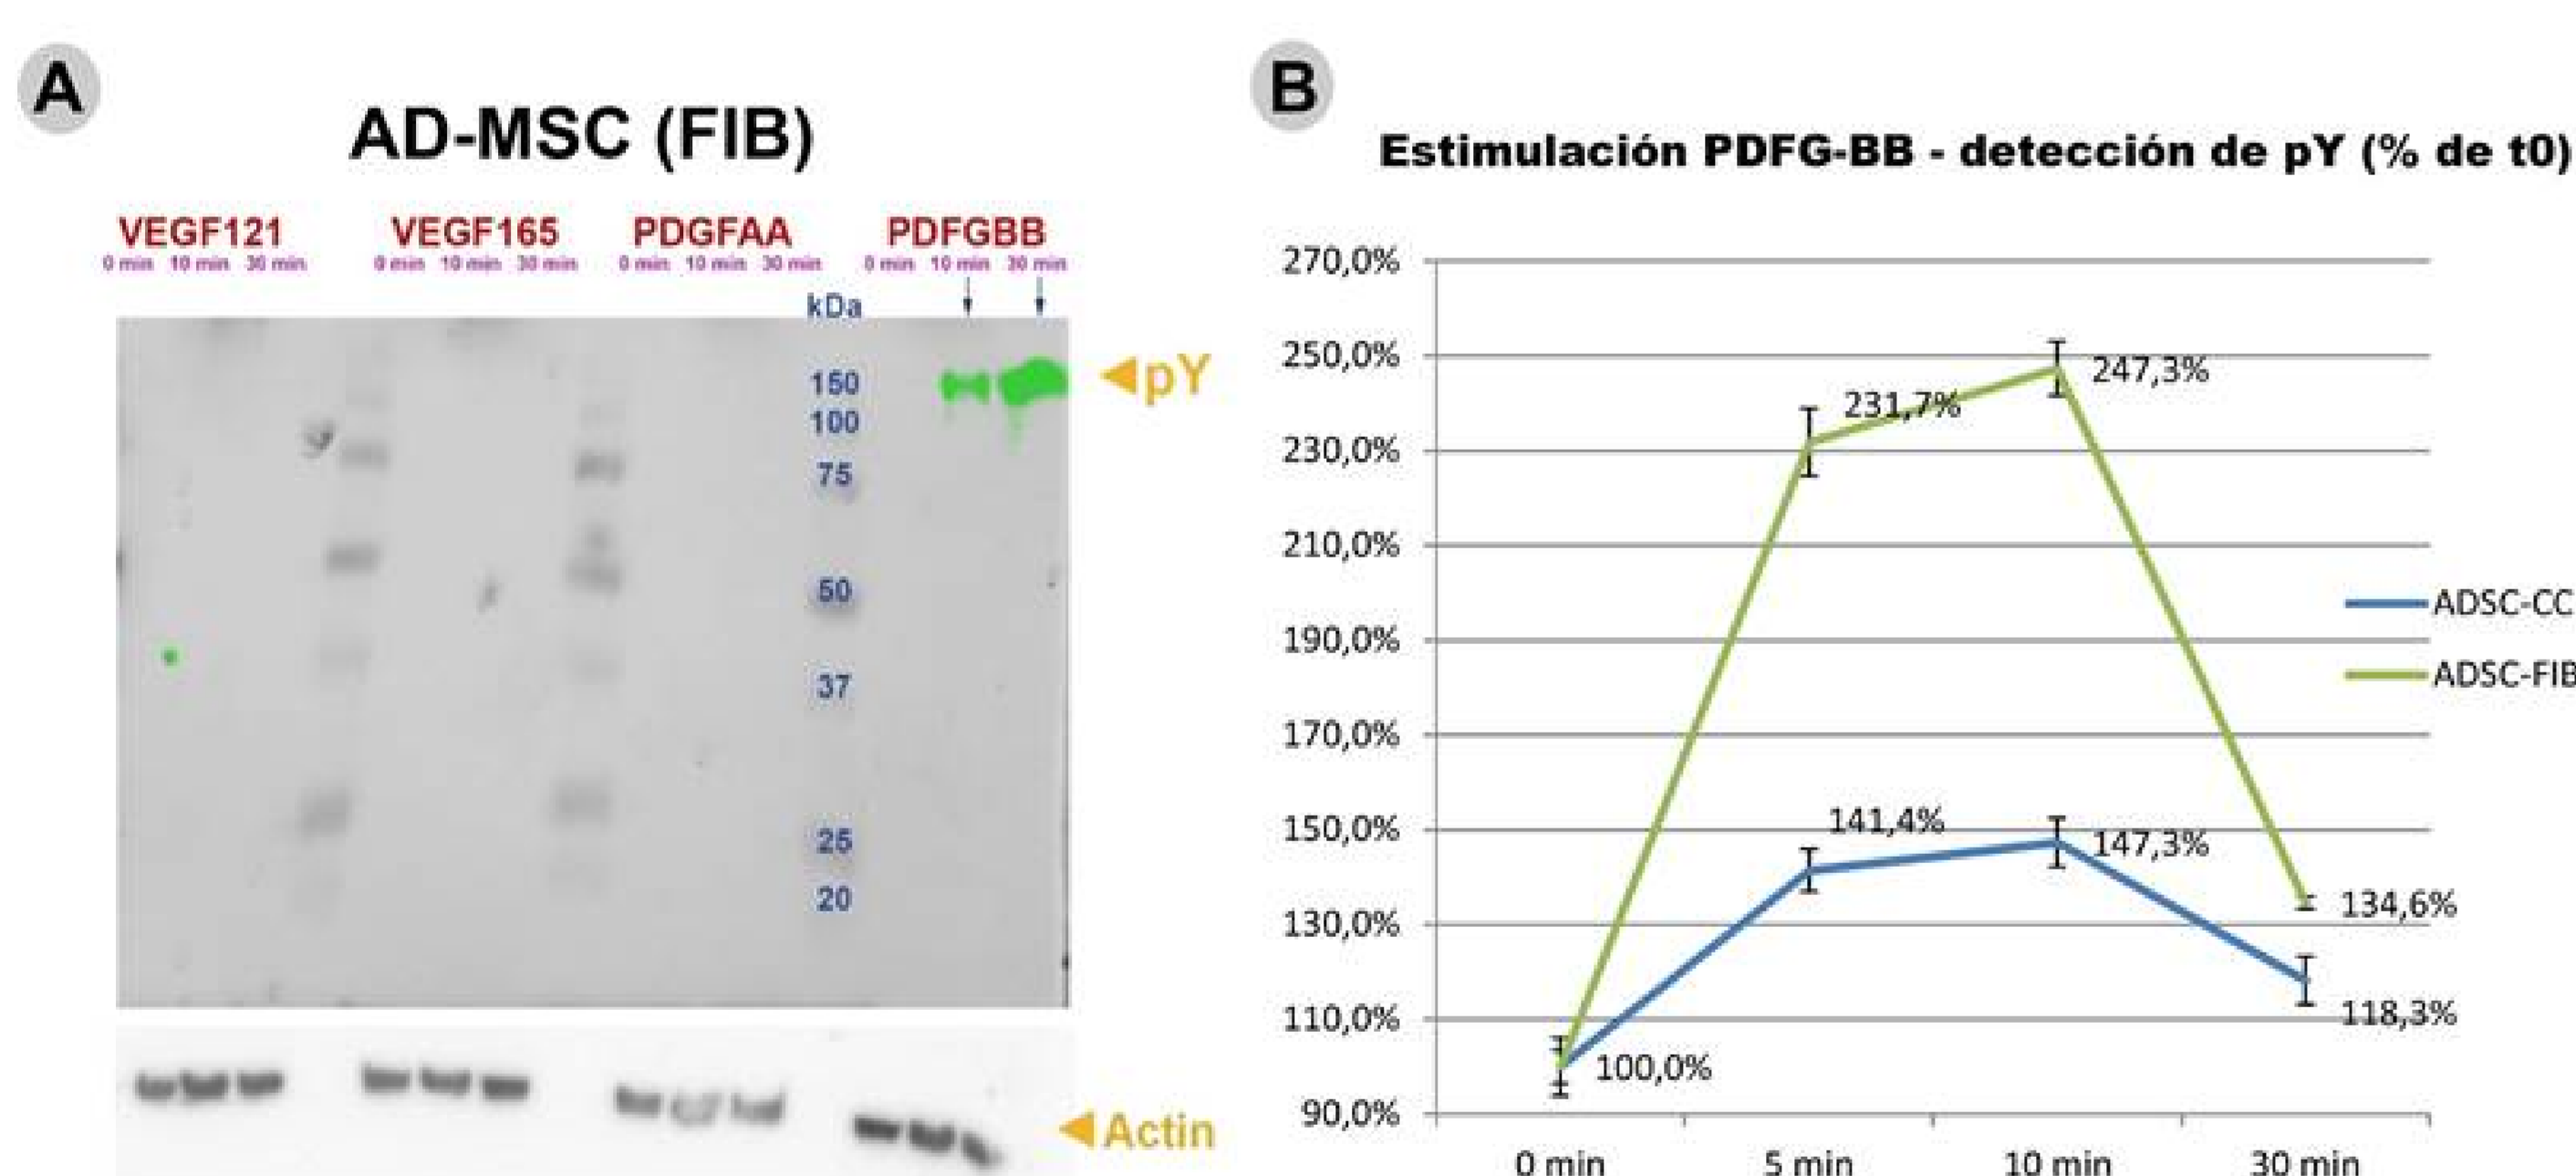 A
AD-MSC (FIB)
VEGF121 VEGF165 PDGFAA PDFGBB
0 min 10 min 30 min 0 min 10 min 30 min 0 min 10 min 30 min 0 min 10 min 30 min
kDa
150
100
75
50
37
25
20
pY
Actin
B
Estimulación PDFG-BB - detección de pY (% de t0)
270,0%
250,0%
230,0%
210,0%
190,0%
170,0%
150,0%
130,0%
110,0%
90,0%
231,7%
247,3%
141,4%
147,3%
134,6%
118,3%
100,0%
ADSC-CC
ADSC-FIB
0 min 5 min 10 min 30 min